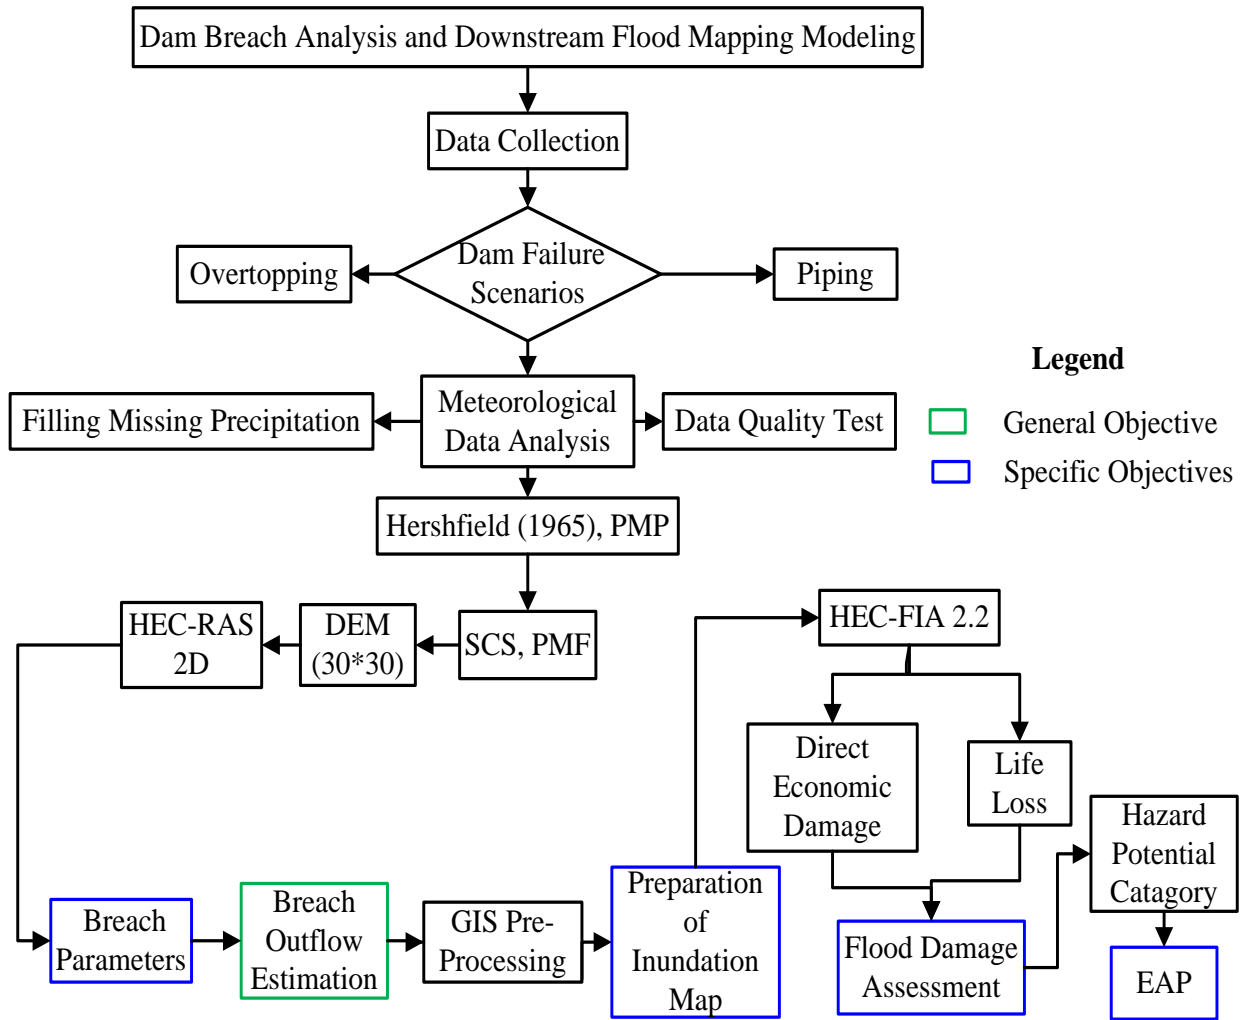 Dam Breach Analysis and Downstream Flood Mapping Modeling
Data Collection
Dam Failure
Scenarios
Overtopping
Piping
Meteorological
Data Analysis
Filling Missing Precipitation
Data Quality Test
Legend
General Objective
Specific Objectives
Hershfield (1965), PMP
SCS, PMF
DEM
(30*30)
HEC-RAS
2D
Breach
Parameters
Breach
Outflow
Estimation
GIS Pre-
Processing
Preparation
of
Inundation
Map
HEC-FIA 2.2
Direct
Economic
Damage
Life
Loss
Flood Damage
Assessment
Hazard
Potential
Catagory
EAP